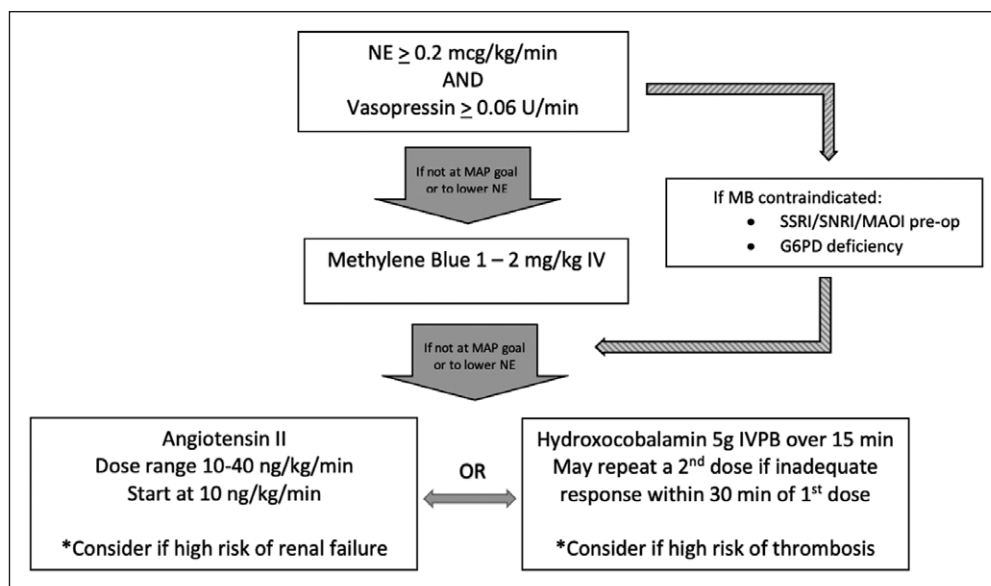 NE ≥ 0.2 mcg/kg/min
AND
Vasopressin ≥ 0.06 U/min
If not at MAP goal
or to lower NE
If MB contraindicated:
• SSRI/SNRI/MAOI pre-op
• G6PD deficiency
Methylene Blue 1 – 2 mg/kg IV
If not at MAP goal
or to lower NE
Angiotensin II
Dose range 10-40 ng/kg/min
Start at 10 ng/kg/min
*Consider if high risk of renal failure
OR
Hydroxocobalamin 5g IVPB over 15 min
May repeat a 2nd dose if inadequate
response within 30 min of 1st dose
*Consider if high risk of thrombosis